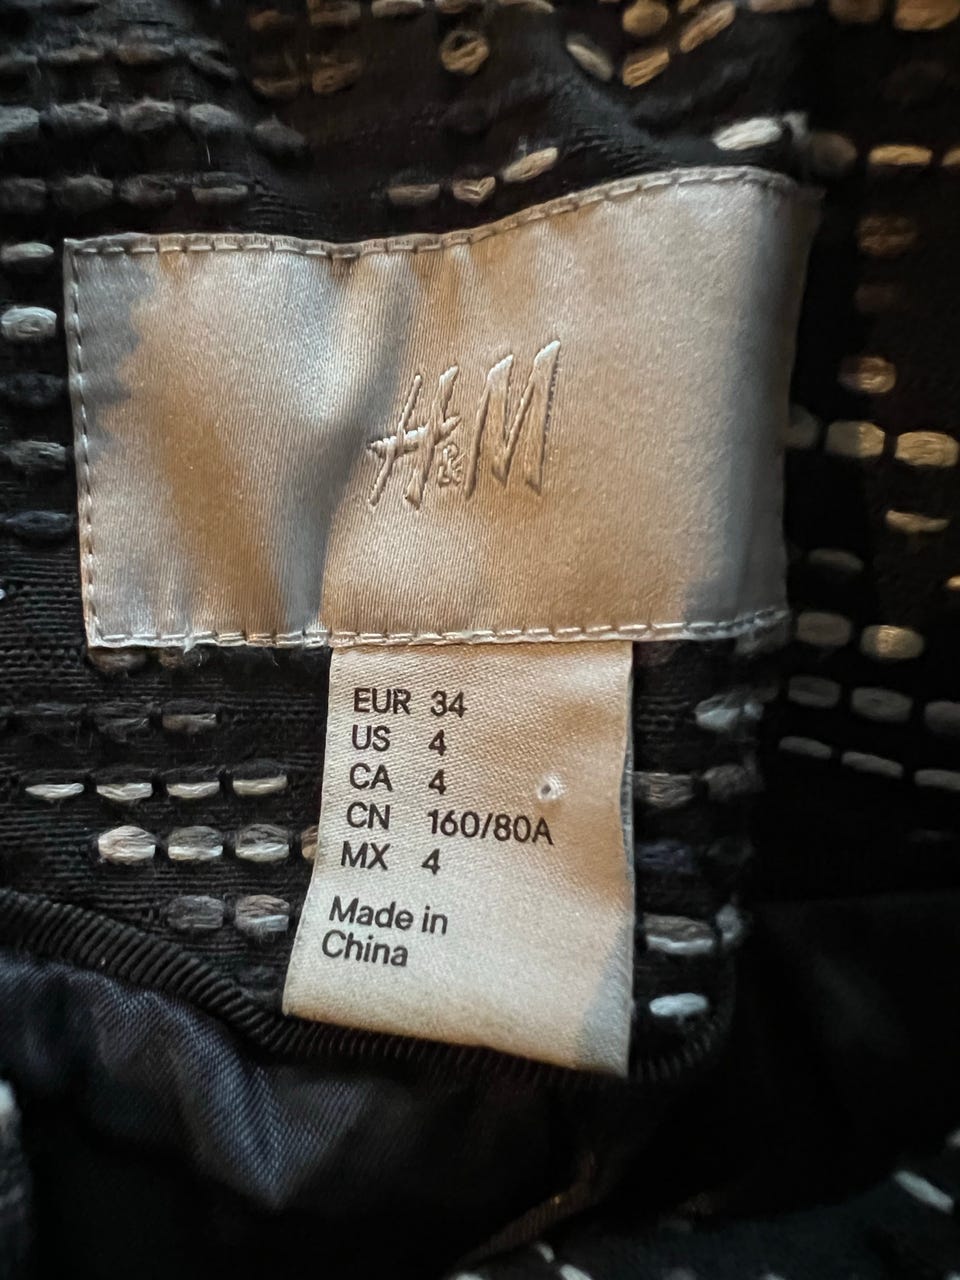 H&M
EUR 34
US 4
CA 4
CN 160/80A
MX 4
Made in
China